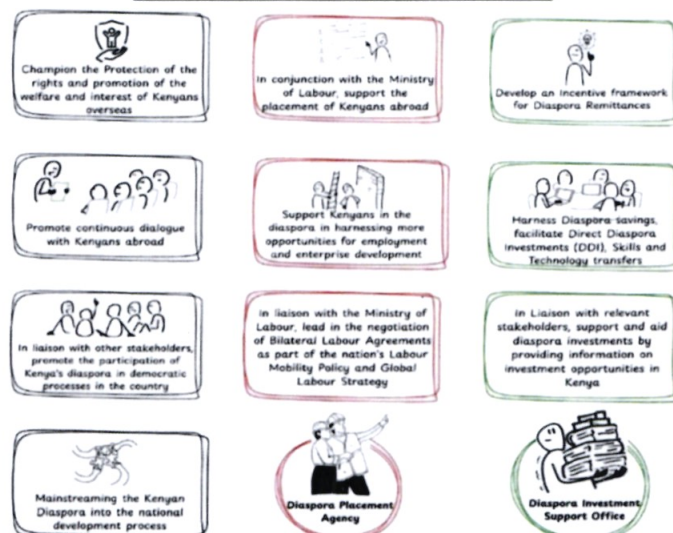 Champion the Protection of the
rights and promotion of the
welfare and interest of Kenyans
overseas
In conjunction with the Ministry
of Labour, support the
placement of Kenyans abroad
Develop an Incentive framework
for Diaspora Remittances
Promote continuous dialogue
with Kenyans abroad
Support Kenyans in the
diaspora in harnessing more
opportunities for employment
and enterprise development
Harness Diaspora savings,
facilitate Direct Diaspora
Investments (DDI), Skills and
Technology transfers
In liaison with other stakeholders,
promote the participation of
Kenya's diaspora in democratic
processes in the country
In liaison with the Ministry of
Labour, lead in the negotiation
of Bilateral Labour Agreements
as part of the nation's Labour
Mobility Policy and Global
Labour Strategy
In Liaison with relevant
stakeholders, support and aid
diaspora investments by
providing information on
investment opportunities in
Kenya
Mainstreaming the Kenyan
Diaspora into the national
development process
Diaspora Placement
Agency
Diaspora Investment
Support Office